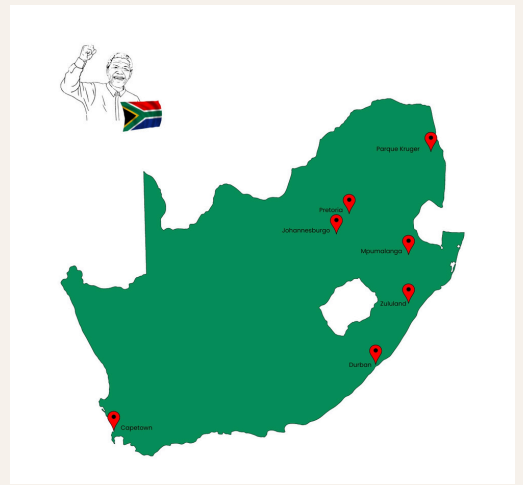 Parque Kruger
Pretoria
Johannesburgo
Mpumalanga
Zululand
Durban
Capetown